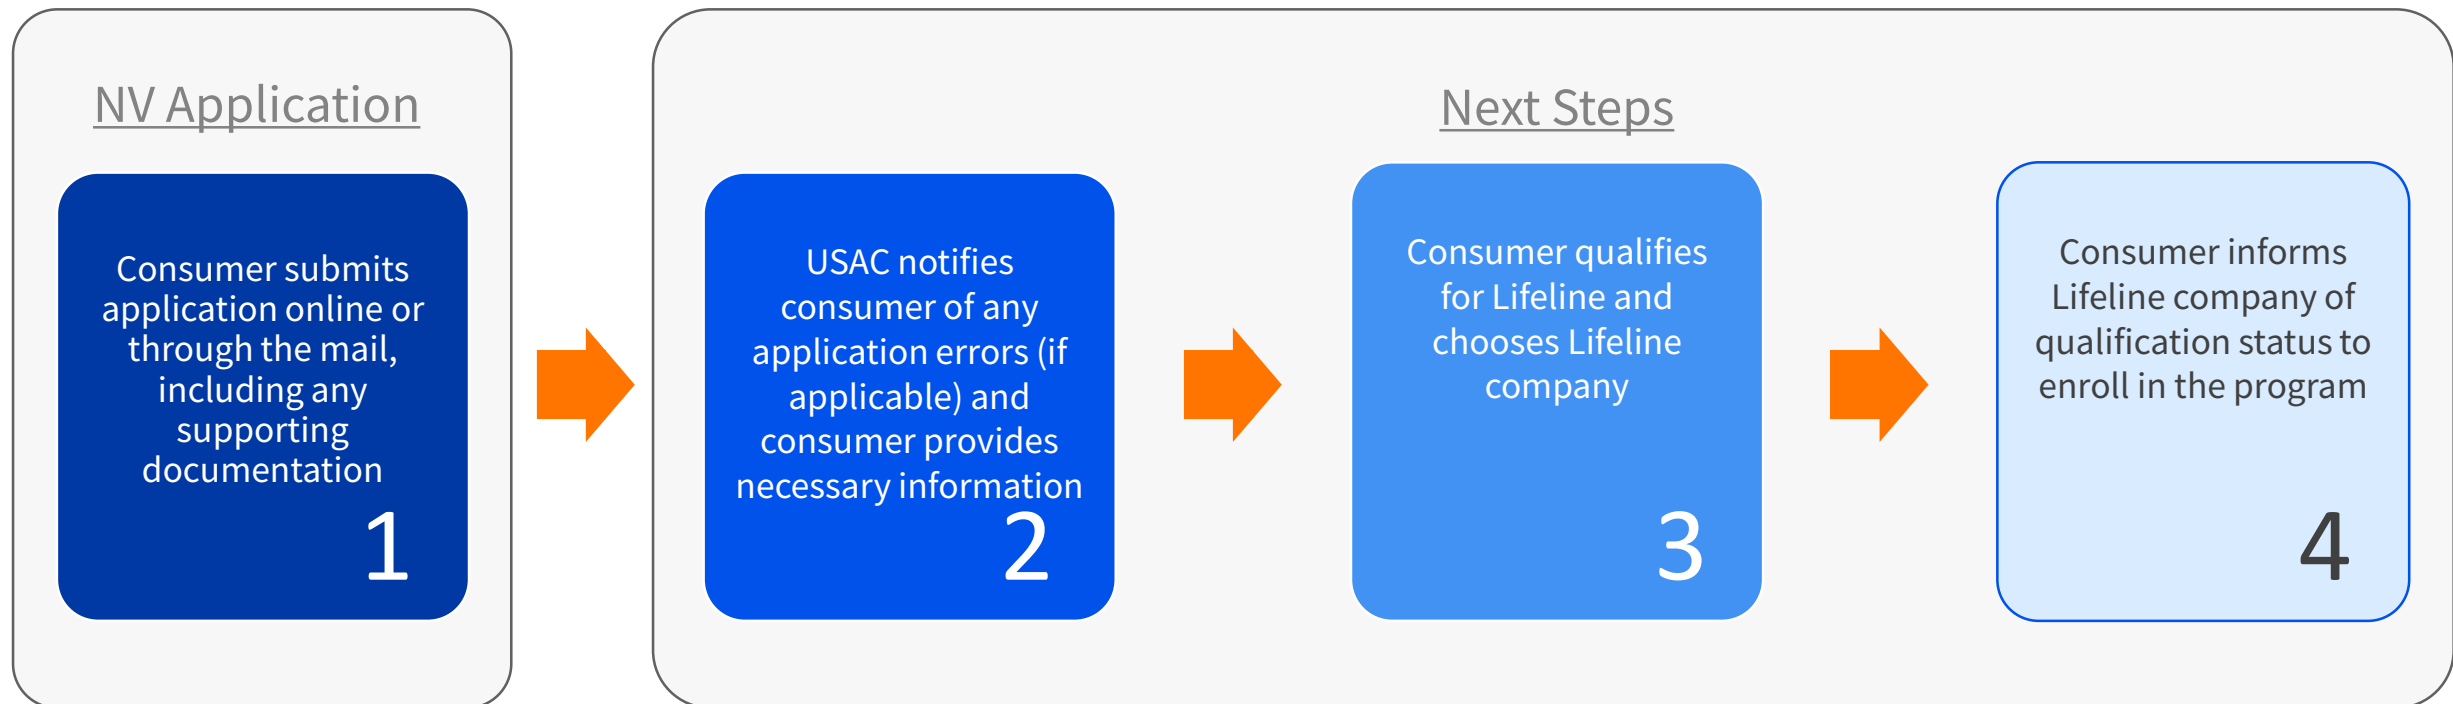 NV Application
Consumer submits
application online or
through the mail,
including any
supporting
documentation
1
Next Steps
USAC notifies
consumer of any
application errors (if
applicable) and
consumer provides
necessary information
2
Consumer qualifies
for Lifeline and
chooses Lifeline
company
3
Consumer informs
Lifeline company of
qualification status to
enroll in the program
4